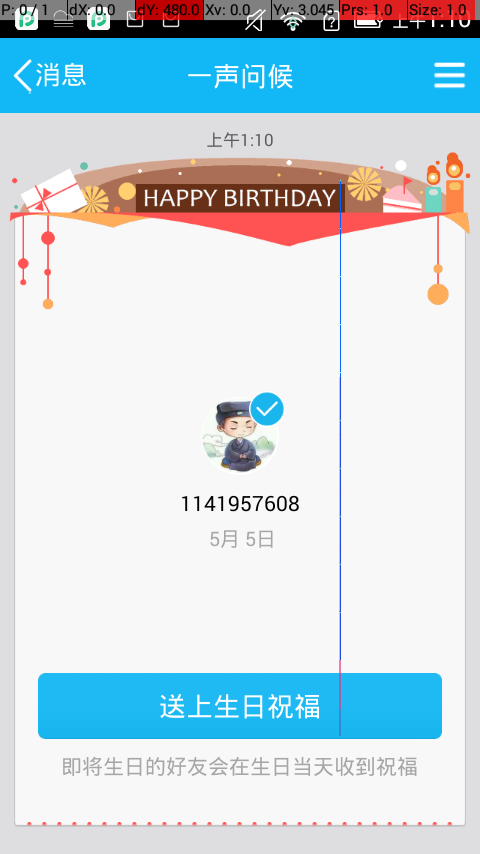 P: 0 / 1 dX: 0.0 dY: 480.0 Xv: 0.0 Yv: 3.045 Prs: 1.0 Size: 1.0
上午1:10
消息 一声问候
上午1:10
HAPPY BIRTHDAY
1141957608
5月 5日
送上生日祝福
即将生日的好友会在生日当天收到祝福